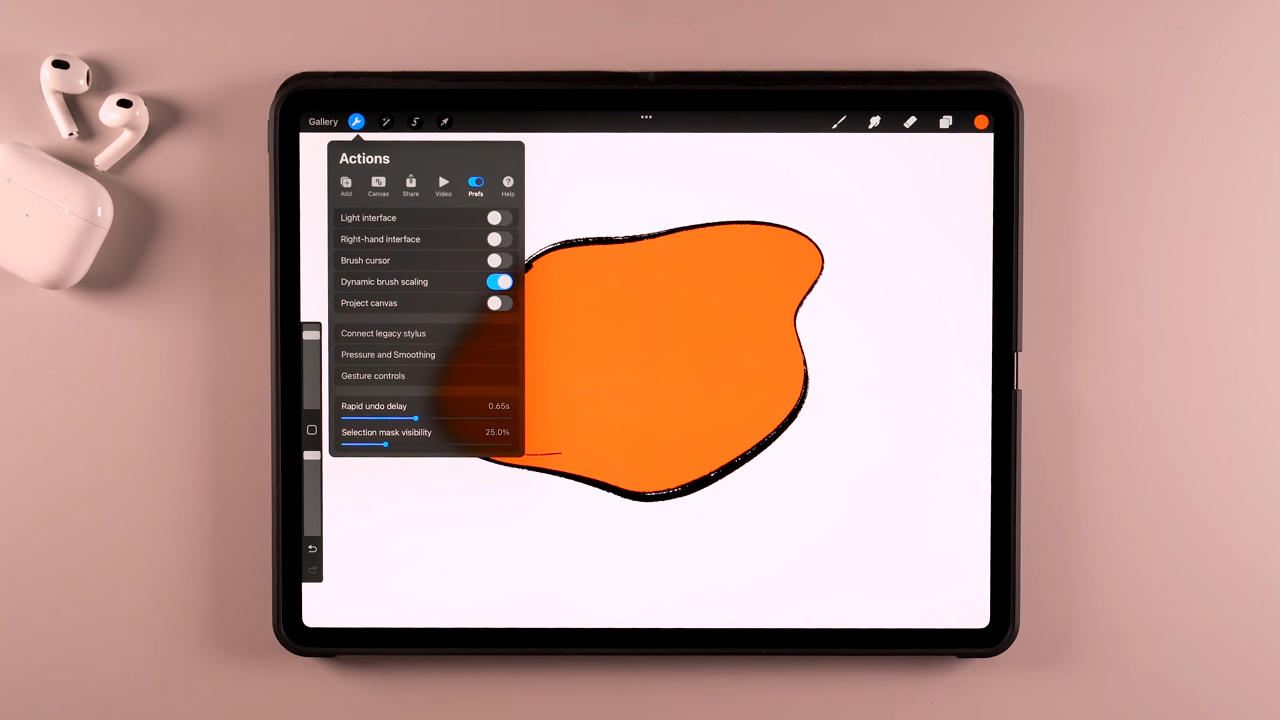 Gallery
Actions
Add Canvas Share Video Prefs Help
Light interface
Right-hand interface
Brush cursor
Dynamic brush scaling
Project canvas
Connect legacy stylus
Pressure and Smoothing
Gesture controls
Rapid undo delay 0.65s
Selection mask visibility 25.0%